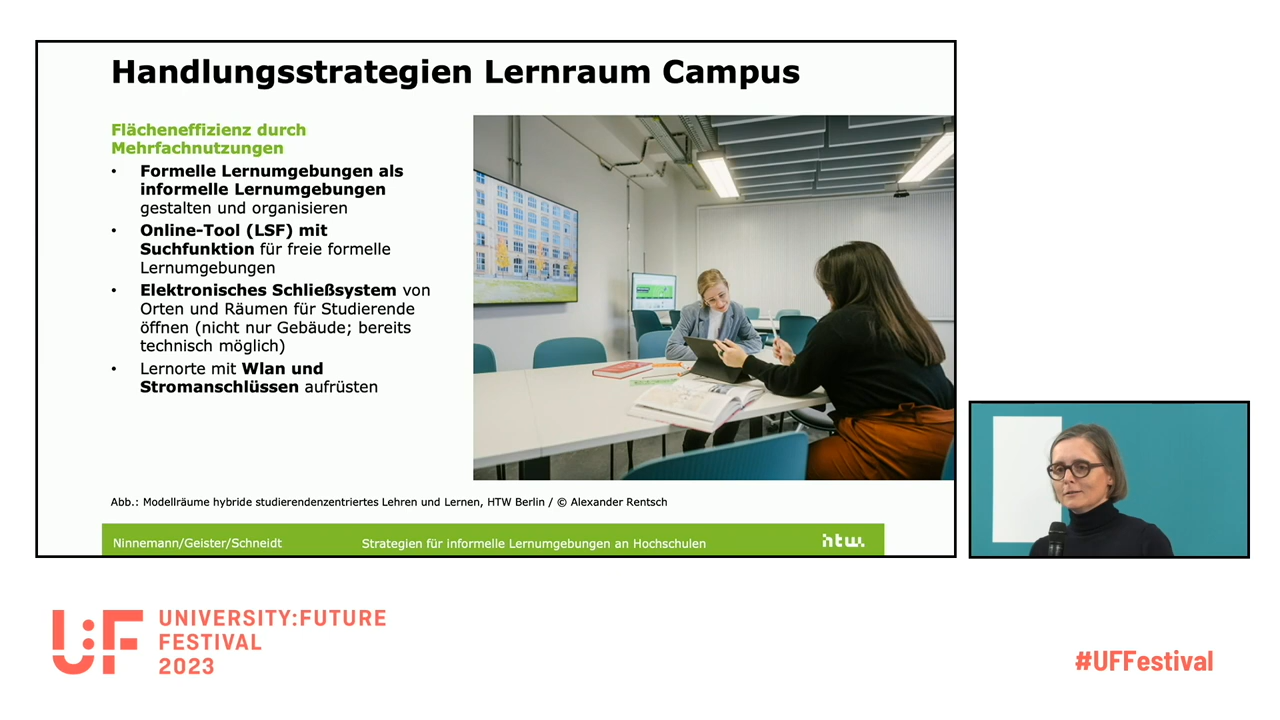 Handlungsstrategien Lernraum Campus
Flächeneffizienz durch
Mehrfachnutzungen
• Formelle Lernumgebungen als
informelle Lernumgebungen
gestalten und organisieren
• Online-Tool (LSF) mit
Suchfunktion für freie formelle
Lernumgebungen
• Elektronisches Schließsystem von
Orten und Räumen für Studierende
öffnen (nicht nur Gebäude; bereits
technisch möglich)
• Lernorte mit Wlan und
Stromanschlüssen aufrüsten
Abb.: Modellräume hybride studierendenzentriertes Lehren und Lernen, HTW Berlin / © Alexander Rentsch
Ninnemann/Geister/Schneidt
Strategien für informelle Lernumgebungen an Hochschulen
htw.
U:F
UNIVERSITY:FUTURE
FESTIVAL
2023
#UFFestival